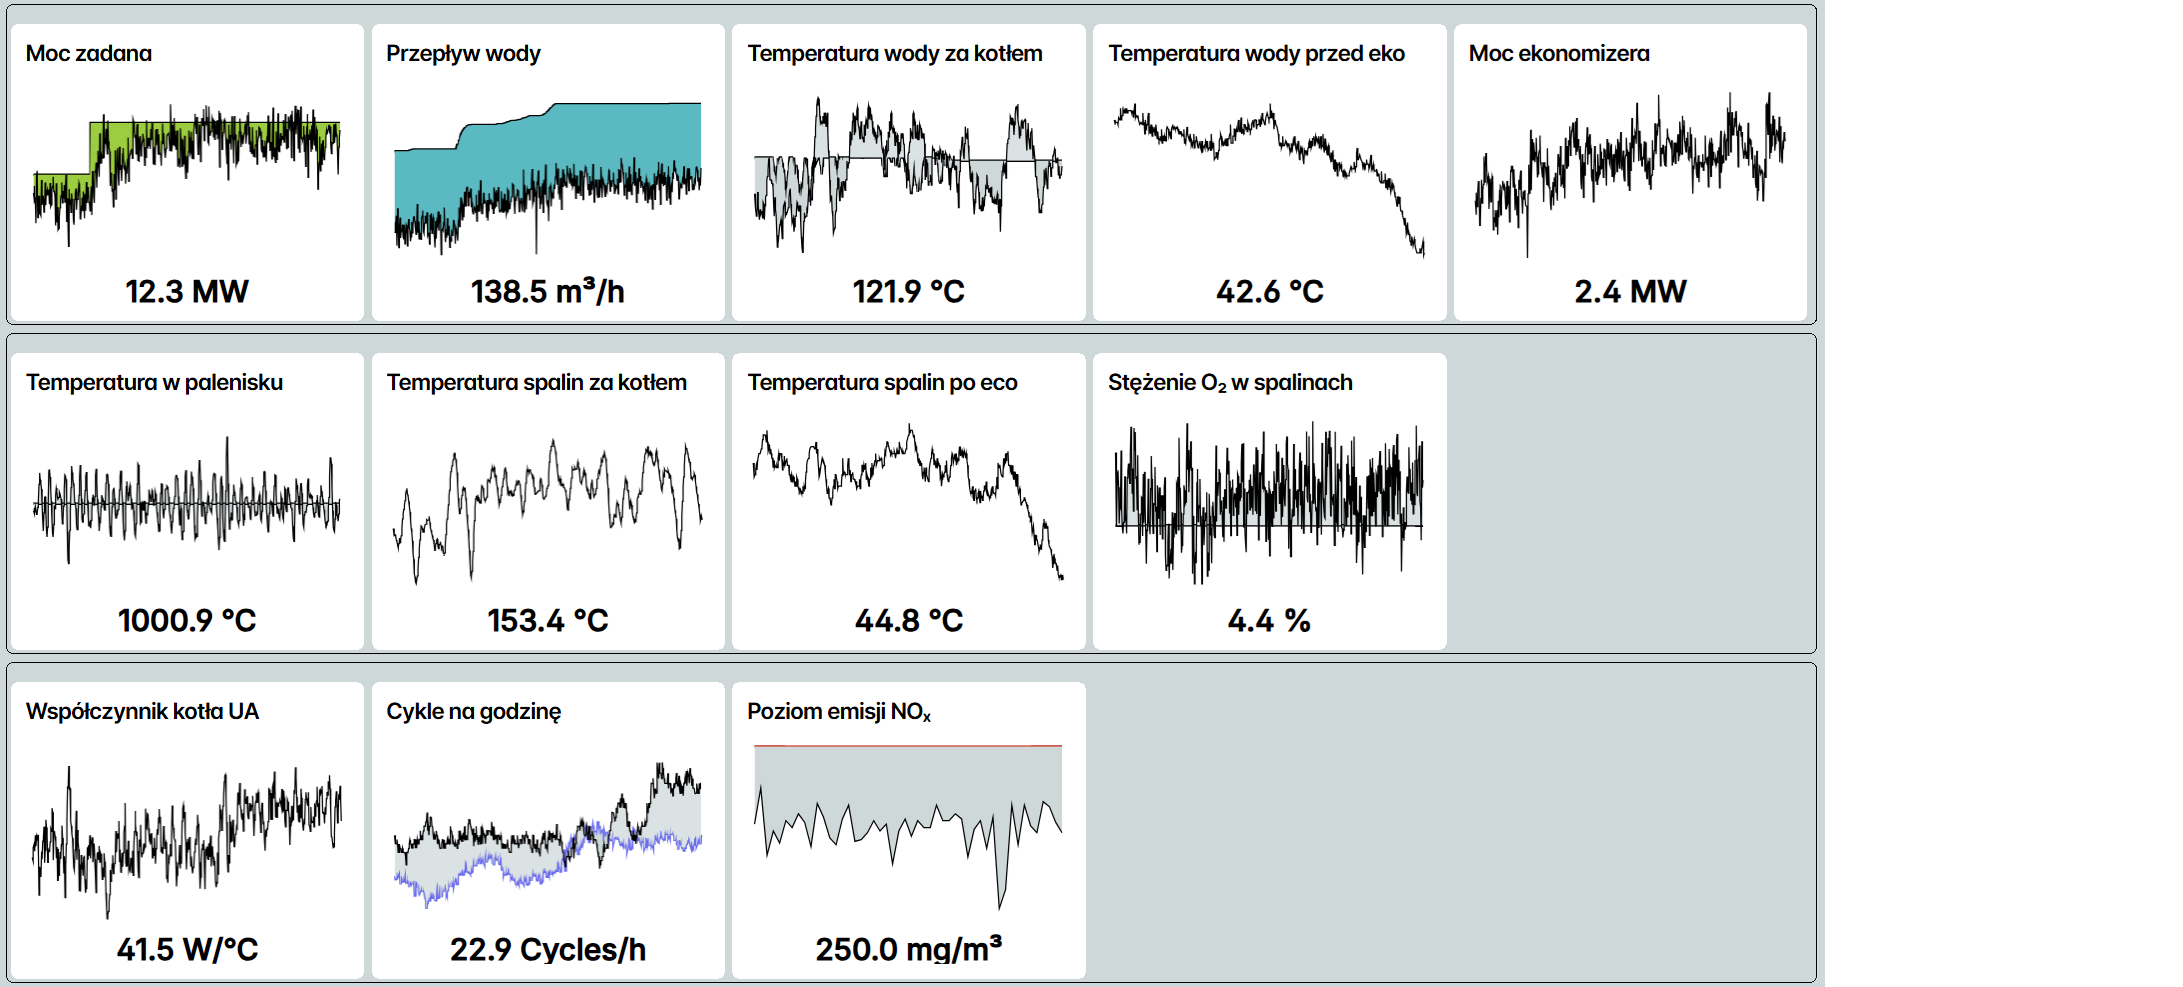 Moc zadana
Przepływ wody
Temperatura wody za kotłem
Temperatura wody przed eko
Moc ekonomizera
12.3 MW
138.5 m³/h
121.9 °C
42.6 °C
2.4 MW
Temperatura w palenisku
Temperatura spalin za kotłem
Temperatura spalin po eco
Stężenie O₂ w spalinach
1000.9 °C
153.4 °C
44.8 °C
4.4 %
Współczynnik kotła UA
Cykle na godzinę
Poziom emisji NOₓ
41.5 W/°C
22.9 Cycles/h
250.0 mg/m³